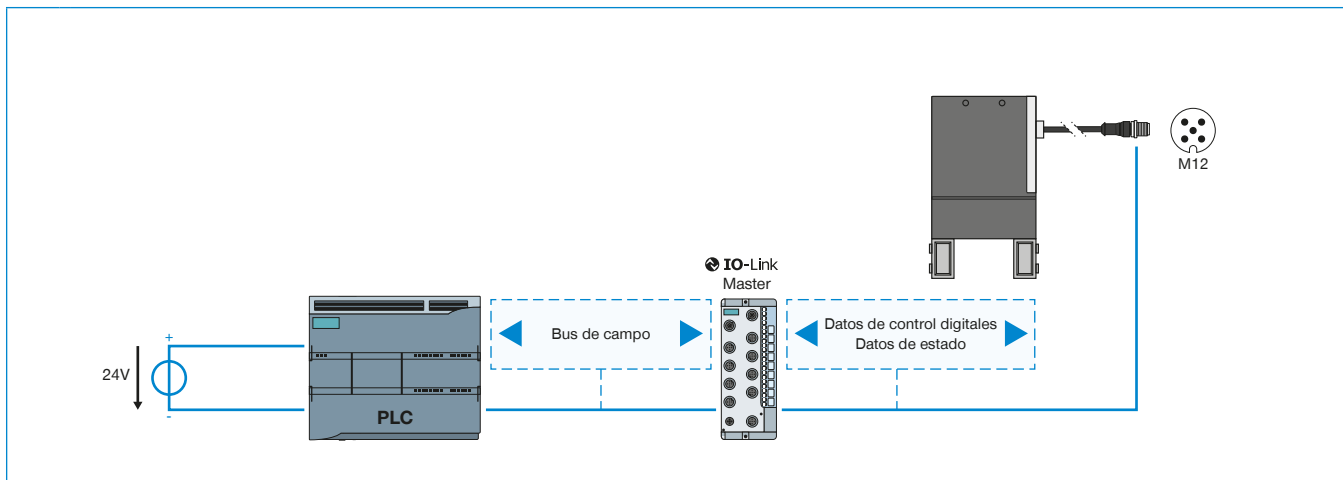 M12
IO-Link
Master
Bus de campo
Datos de control digitales
Datos de estado
+
24V
-
PLC